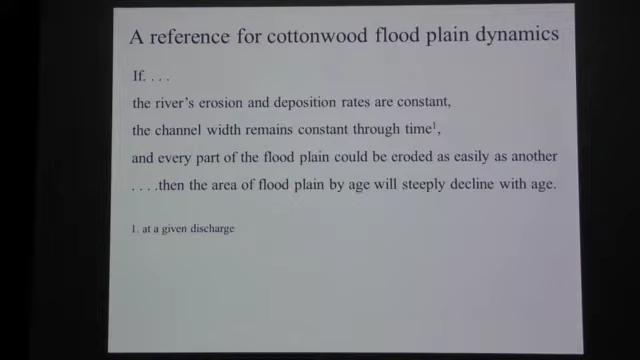 A reference for cottonwood flood plain dynamics
If. . . .
the river's erosion and deposition rates are constant,
the channel width remains constant through time¹,
and every part of the flood plain could be eroded as easily as another
. . . .then the area of flood plain by age will steeply decline with age.
1. at a given discharge